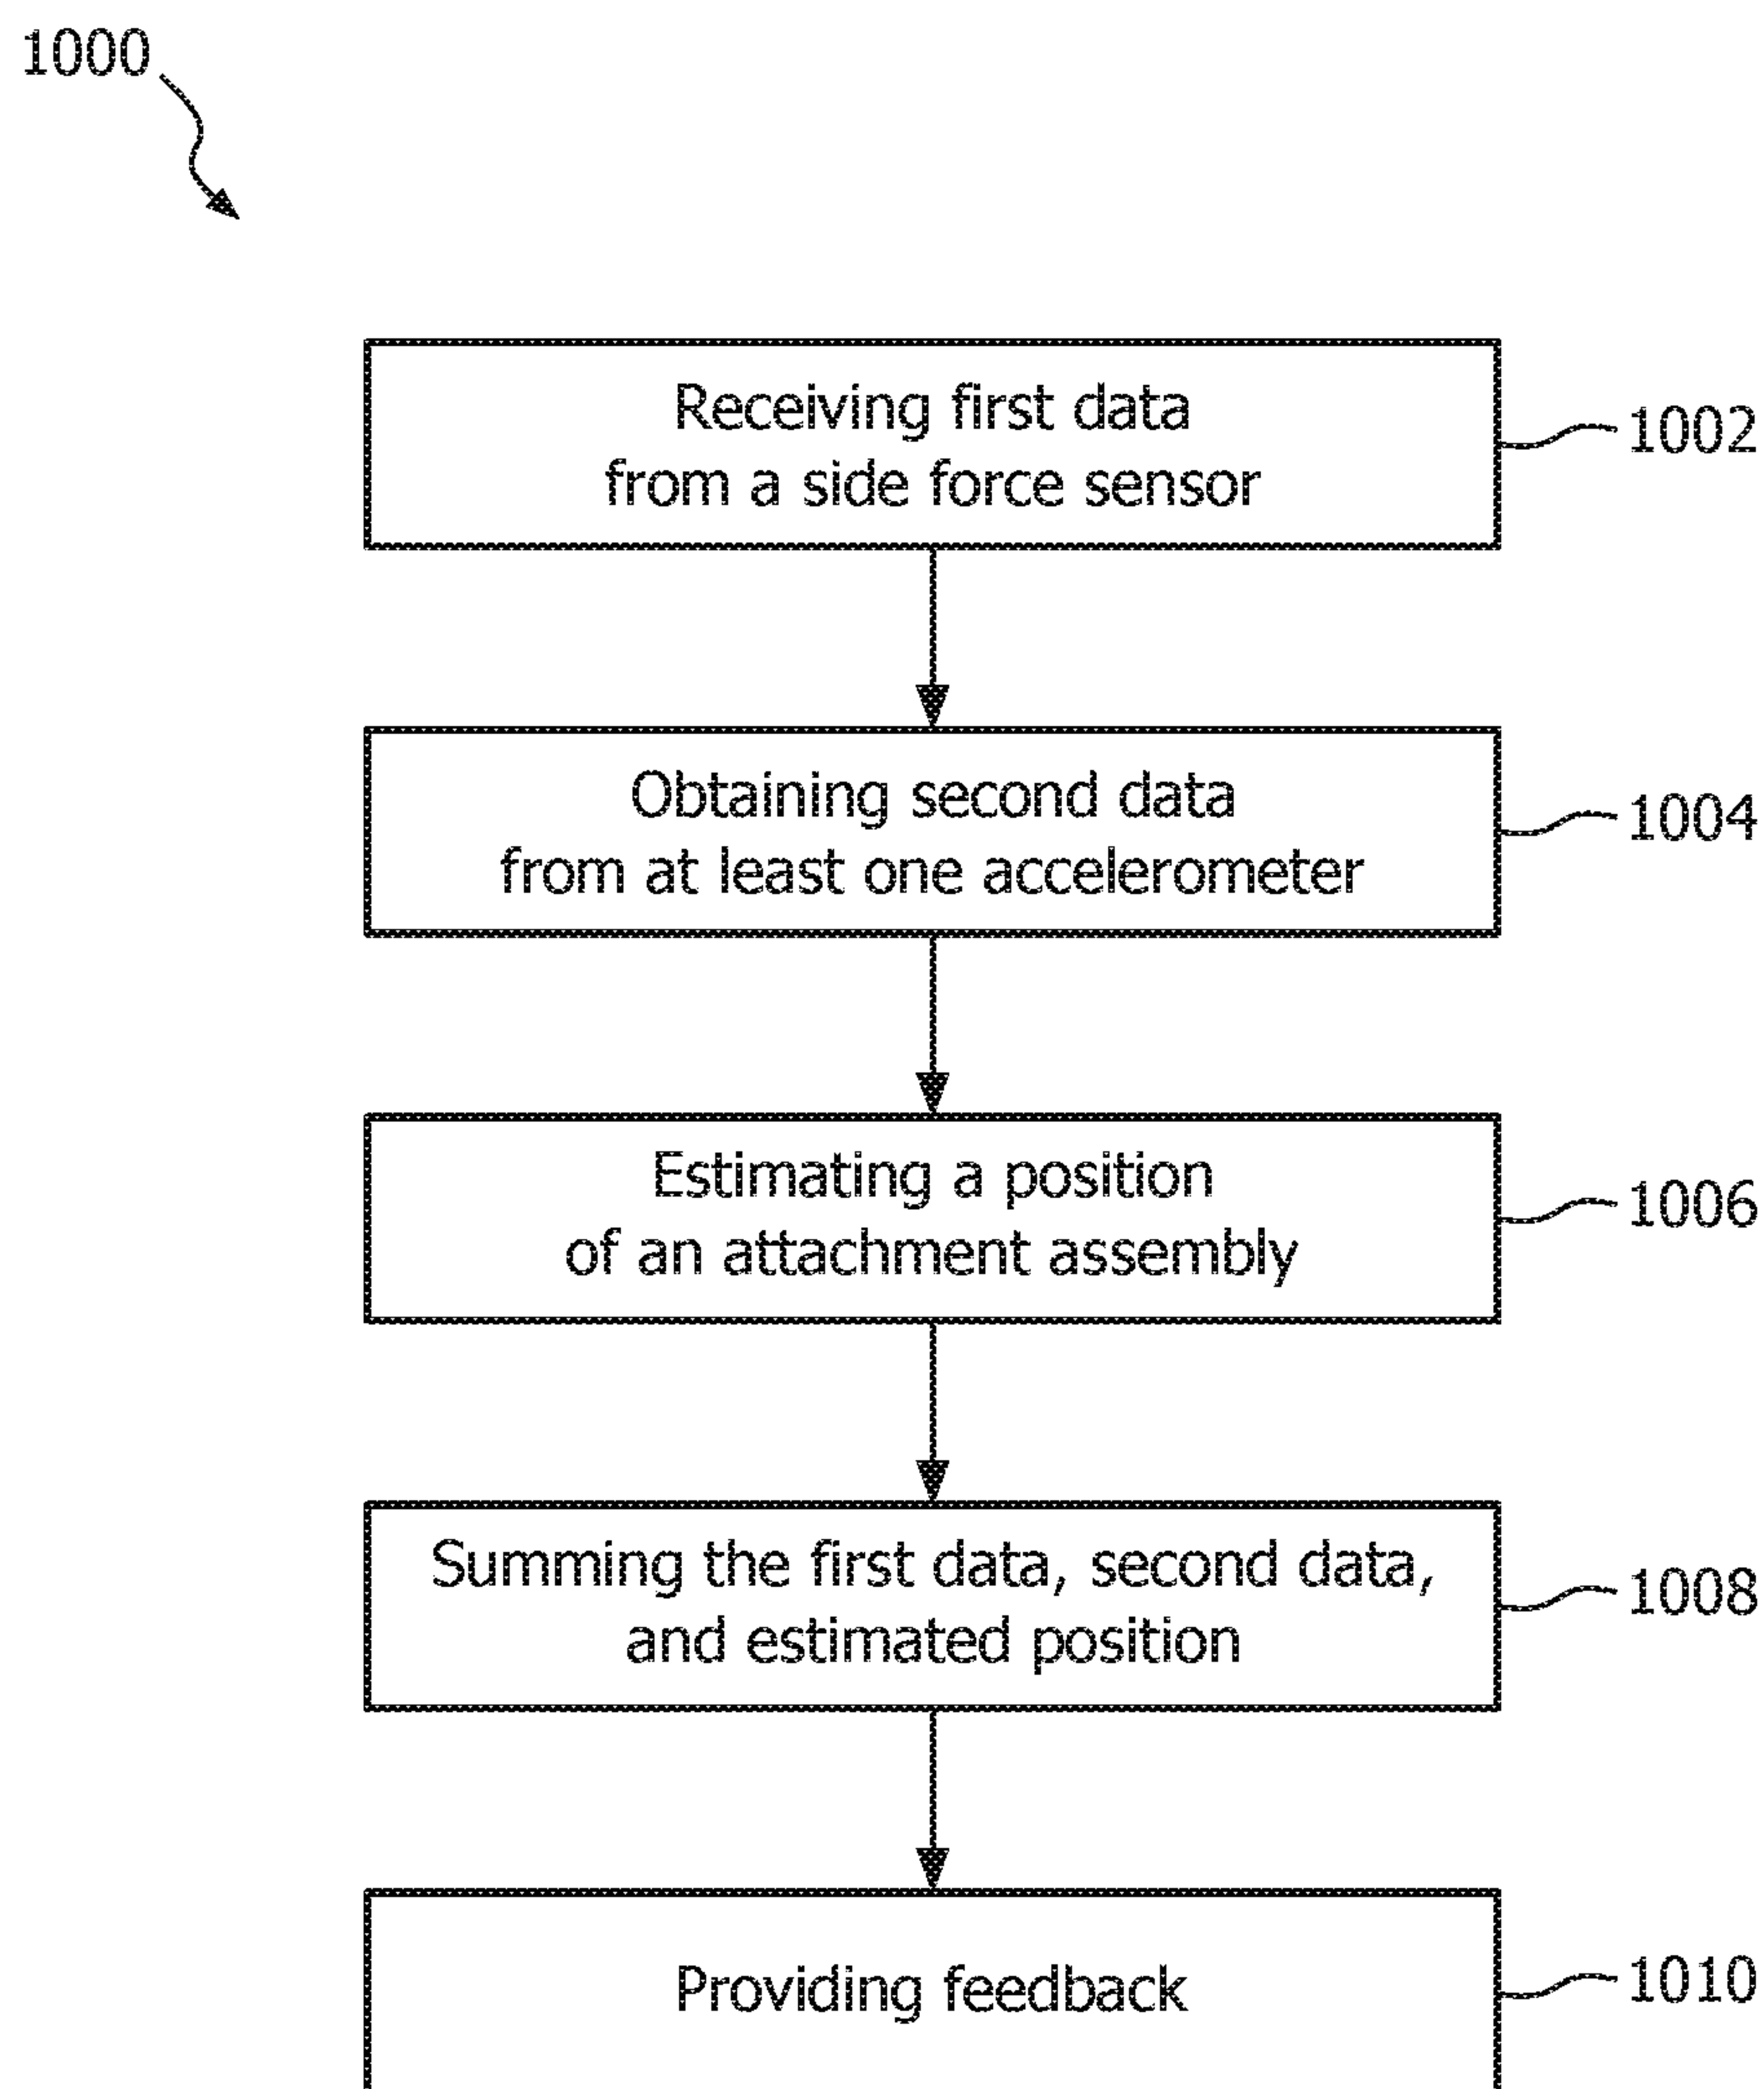 1000
Receiving first data
from a side force sensor
1002
Obtaining second data
from at least one accelerometer
1004
Estimating a position
of an attachment assembly
1006
Summing the first data, second data,
and estimated position
1008
Providing feedback
1010